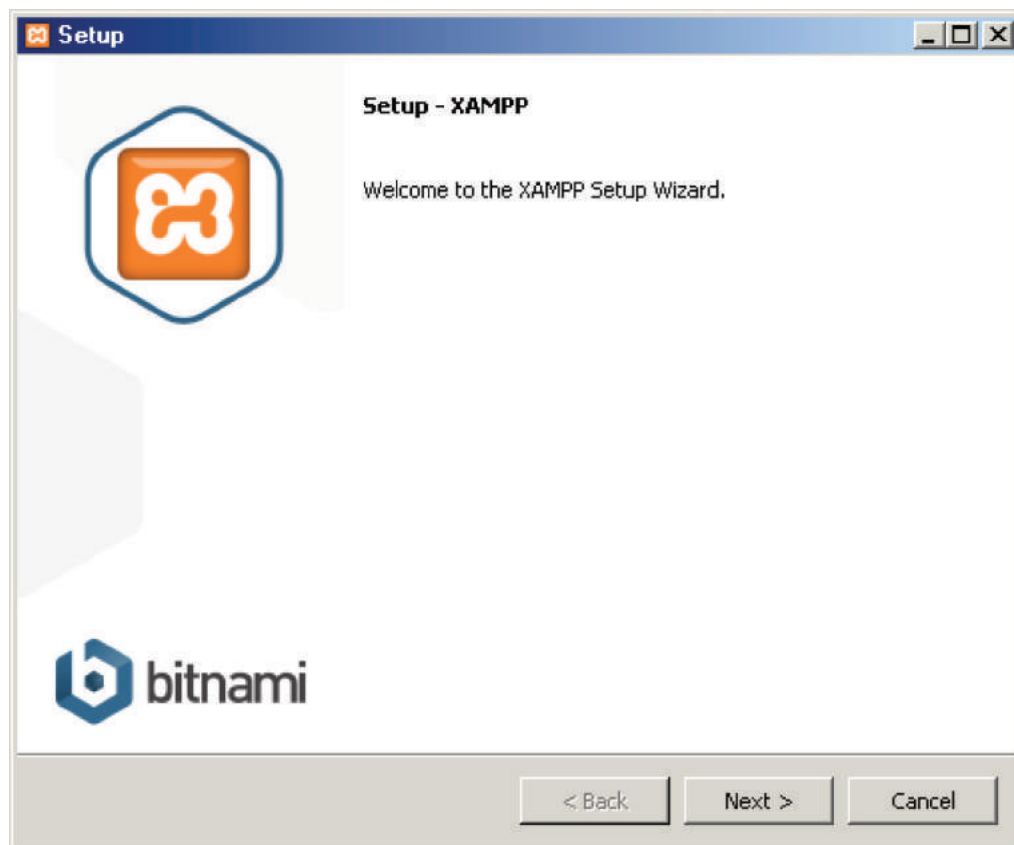 Setup
Setup - XAMPP
Welcome to the XAMPP Setup Wizard.
bitnami
< Back
Next >
Cancel